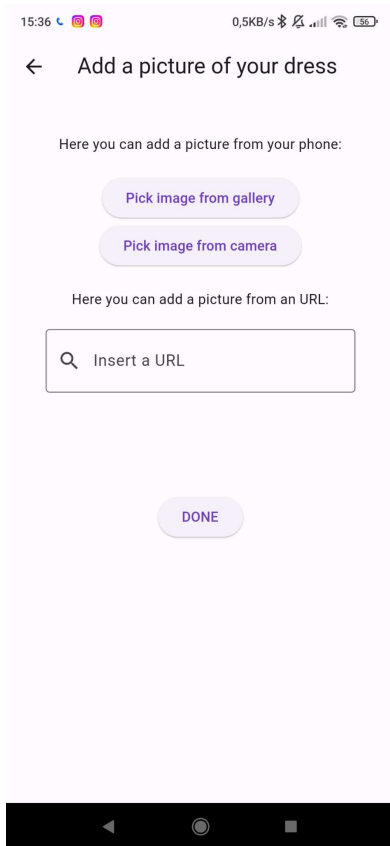 15:36 0,5KB/s 56
Add a picture of your dress
Here you can add a picture from your phone:
Pick image from gallery
Pick image from camera
Here you can add a picture from an URL:
Insert a URL
DONE